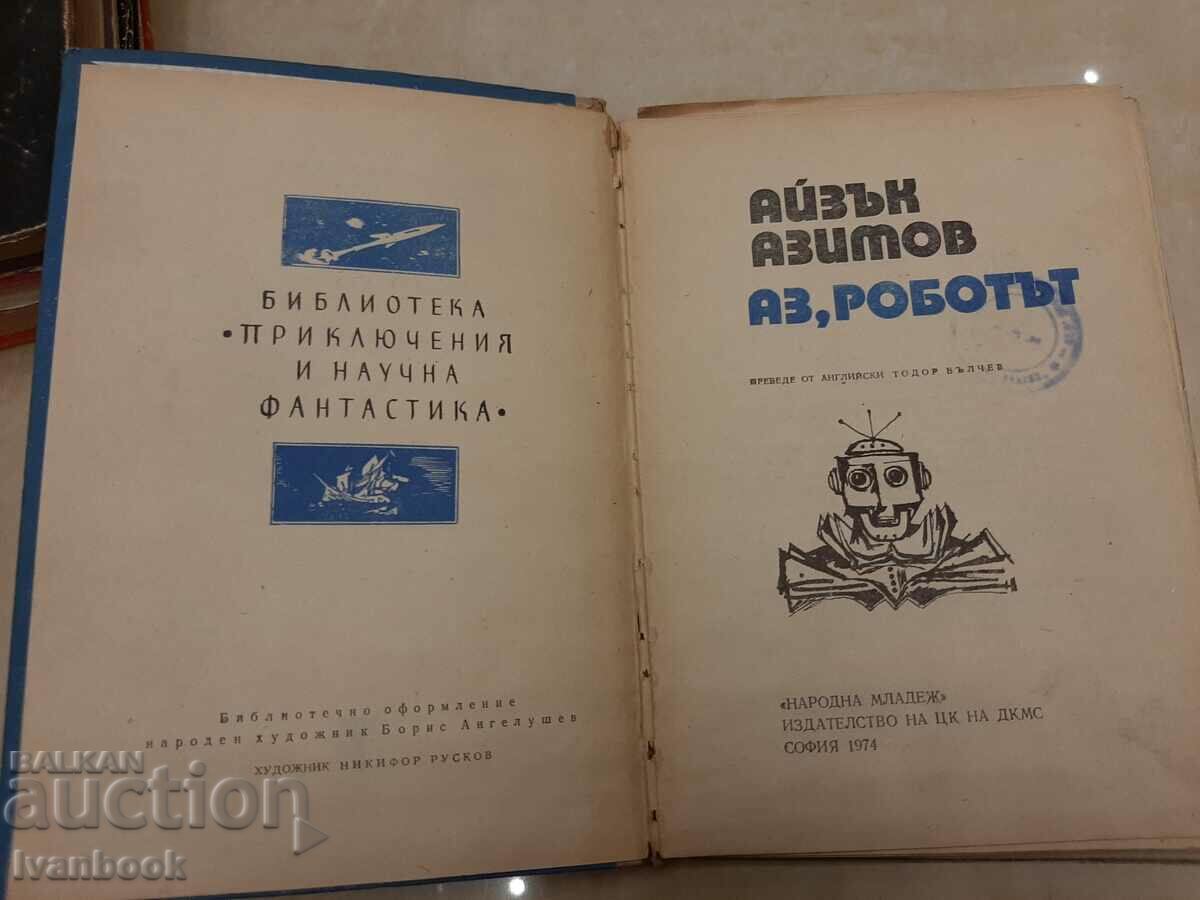 БИБЛИОТЕКА
•ПРИКЛЮЧЕНИЯ
И НАУЧНА
ФАНТАСТИКА•
Библиотечно оформление
народен художник Борис Ангелушев
ХУДОЖНИК НИКИФОР РУСКОВ
АЙЗЪК
АЗИМОВ
АЗ, РОБОТЪТ
ПРЕВЕДЕ ОТ АНГЛИЙСКИ ТОДОР ВЪЛЧЕВ
«НАРОДНА МЛАДЕЖ»
ИЗДАТЕЛСТВО НА ЦК НА ДКМС
СОФИЯ 1974
BALKAN
auction
Ivanbook